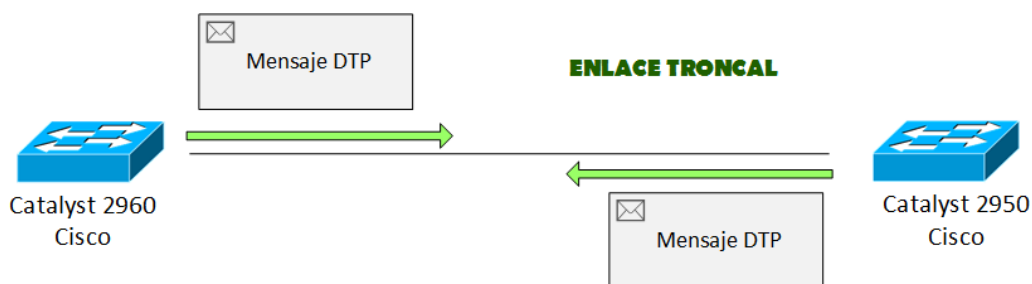 Mensaje DTP
ENLACE TRONCAL
Catalyst 2960
Cisco
Catalyst 2950
Cisco
Mensaje DTP